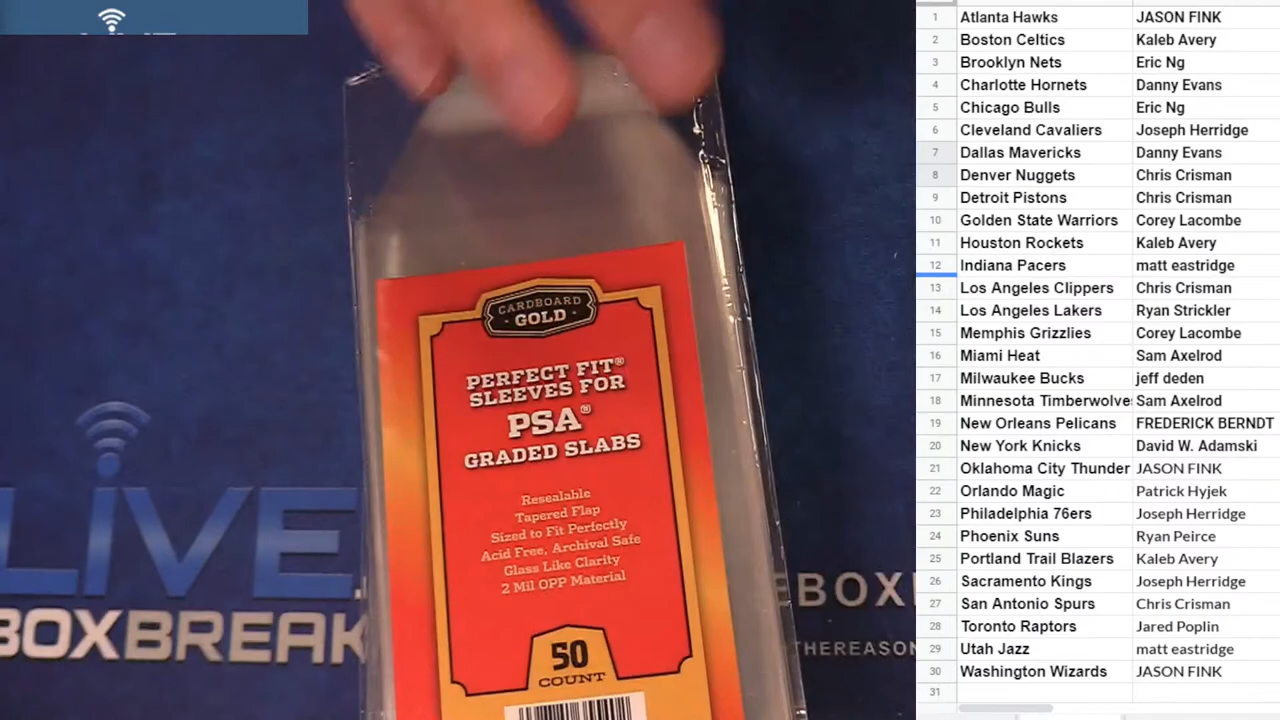 CARDBOARD
GOLD
PERFECT FIT®
SLEEVES FOR
PSA®
GRADED SLABS
Resealable
Tapered Flap
Sized to Fit Perfectly
Acid Free, Archival Safe
Glass Like Clarity
2 Mil OPP Material
50
COUNT
LIVE
BOXBREAK
EBOX
THEREASON
1 Atlanta Hawks JASON FINK
2 Boston Celtics Kaleb Avery
3 Brooklyn Nets Eric Ng
4 Charlotte Hornets Danny Evans
5 Chicago Bulls Eric Ng
6 Cleveland Cavaliers Joseph Herridge
7 Dallas Mavericks Danny Evans
8 Denver Nuggets Chris Crisman
9 Detroit Pistons Chris Crisman
10 Golden State Warriors Corey Lacombe
11 Houston Rockets Kaleb Avery
12 Indiana Pacers matt eastridge
13 Los Angeles Clippers Chris Crisman
14 Los Angeles Lakers Ryan Strickler
15 Memphis Grizzlies Corey Lacombe
16 Miami Heat Sam Axelrod
17 Milwaukee Bucks jeff deden
18 Minnesota Timberwolve Sam Axelrod
19 New Orleans Pelicans FREDERICK BERNDT
20 New York Knicks David W. Adamski
21 Oklahoma City Thunder JASON FINK
22 Orlando Magic Patrick Hyjek
23 Philadelphia 76ers Joseph Herridge
24 Phoenix Suns Ryan Peirce
25 Portland Trail Blazers Kaleb Avery
26 Sacramento Kings Joseph Herridge
27 San Antonio Spurs Chris Crisman
28 Toronto Raptors Jared Poplin
29 Utah Jazz matt eastridge
30 Washington Wizards JASON FINK
31